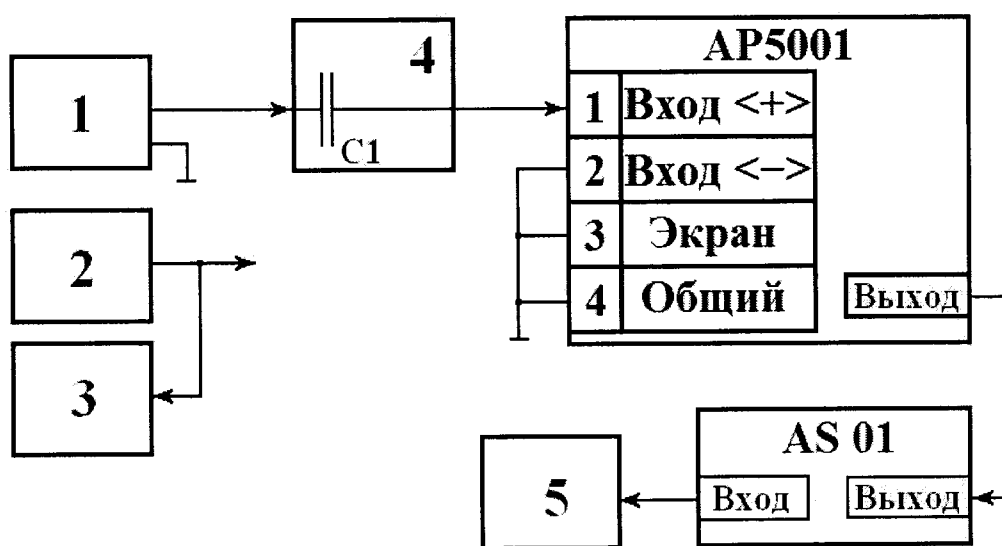 1
4
C1
AP5001
1 Вход <+>
2 Вход <−>
3 Экран
4 Общий
Выход
2
3
5
AS 01
Вход
Выход